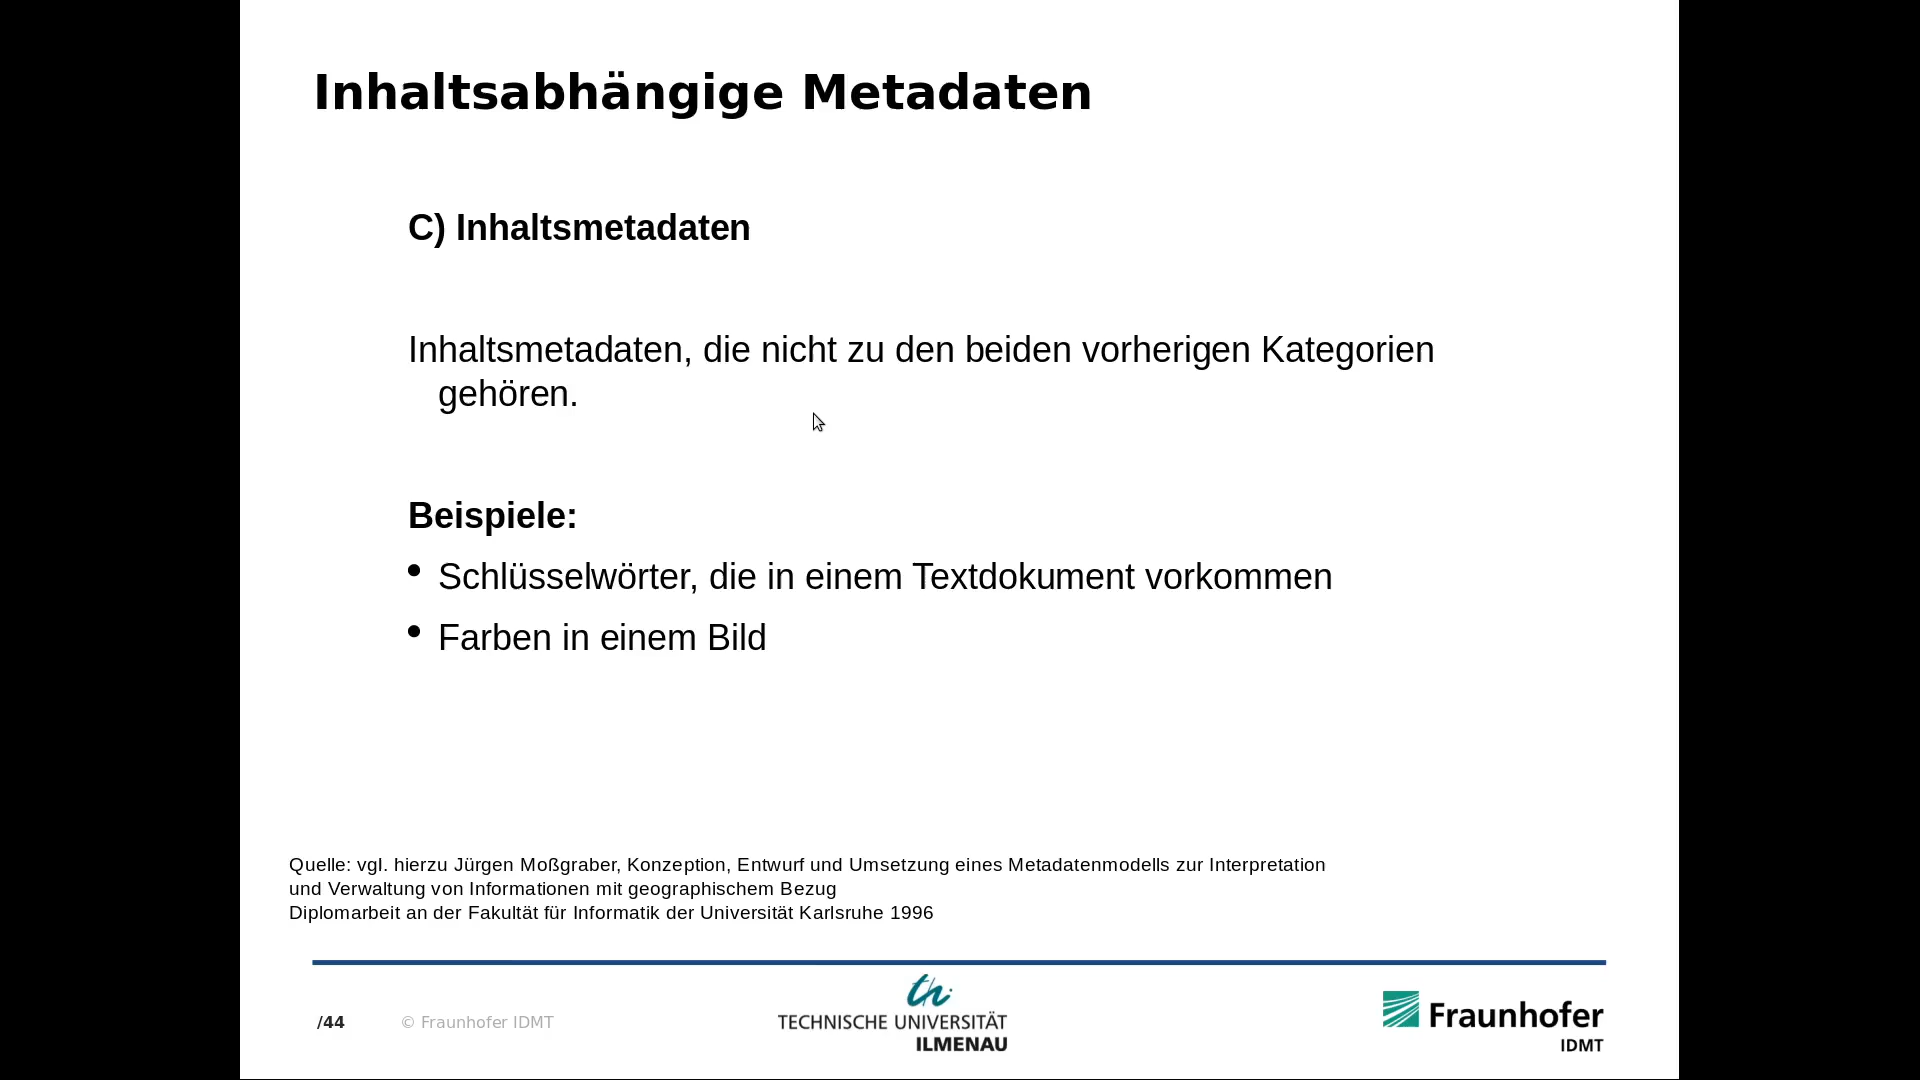 Inhaltsabhängige Metadaten
C) Inhaltsmetadaten
Inhaltsmetadaten, die nicht zu den beiden vorherigen Kategorien
gehören.
Beispiele:
• Schlüsselwörter, die in einem Textdokument vorkommen
• Farben in einem Bild
Quelle: vgl. hierzu Jürgen Moßgraber, Konzeption, Entwurf und Umsetzung eines Metadatenmodells zur Interpretation
und Verwaltung von Informationen mit geographischem Bezug
Diplomarbeit an der Fakultät für Informatik der Universität Karlsruhe 1996
/44
© Fraunhofer IDMT
th
TECHNISCHE UNIVERSITÄT
ILMENAU
Fraunhofer
IDMT